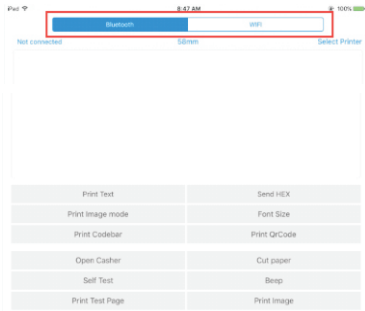 iPad 8:47 AM 100%
Bluetooth WIFI
Not connected 58mm Select Printer
Print Text Send HEX
Print Image mode Font Size
Print Codebar Print QrCode
Open Casher Cut paper
Self Test Beep
Print Test Page Print Image